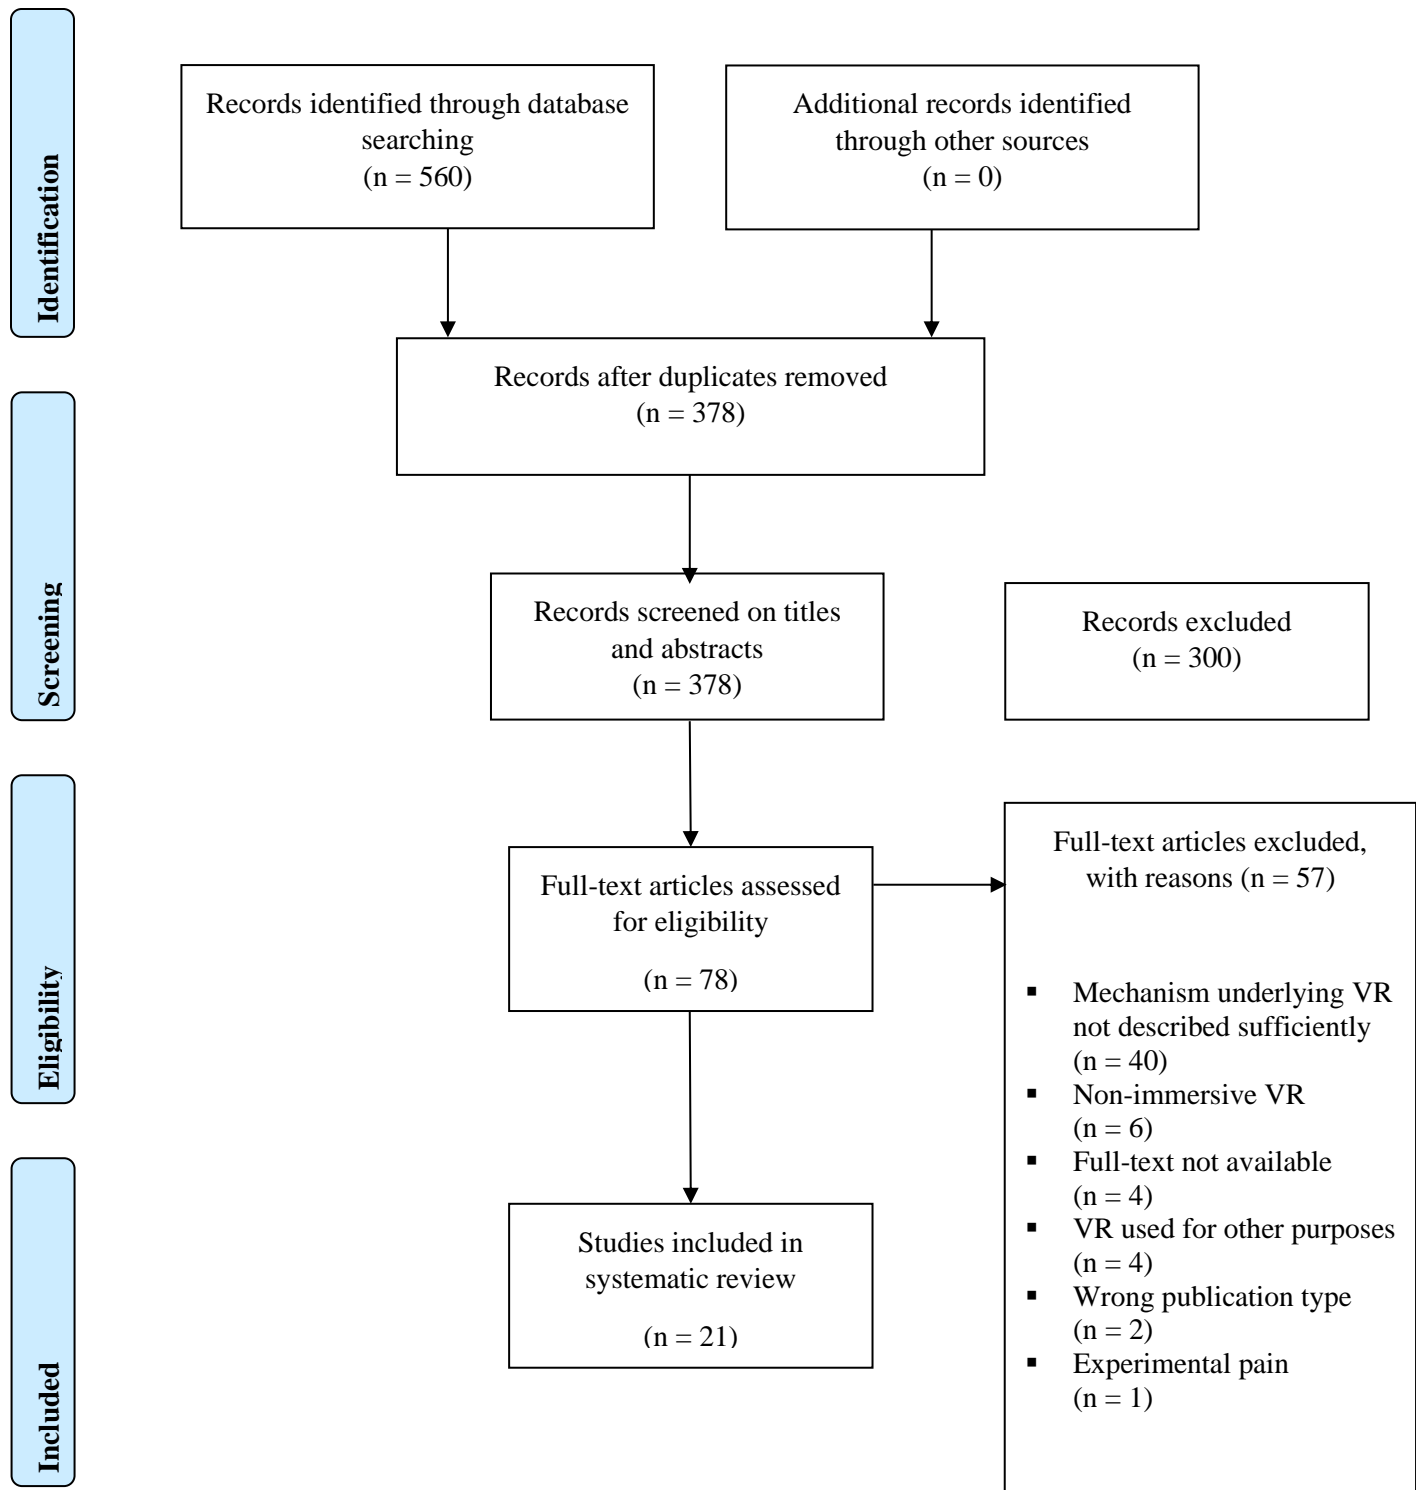 Identification
Records identified through database
searching
(n = 560)
Additional records identified
through other sources
(n = 0)
Records after duplicates removed
(n = 378)
Screening
Records screened on titles
and abstracts
(n = 378)
Records excluded
(n = 300)
Eligibility
Full-text articles assessed
for eligibility
(n = 78)
Full-text articles excluded,
with reasons (n = 57)
▪ Mechanism underlying VR
not described sufficiently
(n = 40)
▪ Non-immersive VR
(n = 6)
▪ Full-text not available
(n = 4)
▪ VR used for other purposes
(n = 4)
▪ Wrong publication type
(n = 2)
▪ Experimental pain
(n = 1)
Included
Studies included in
systematic review
(n = 21)